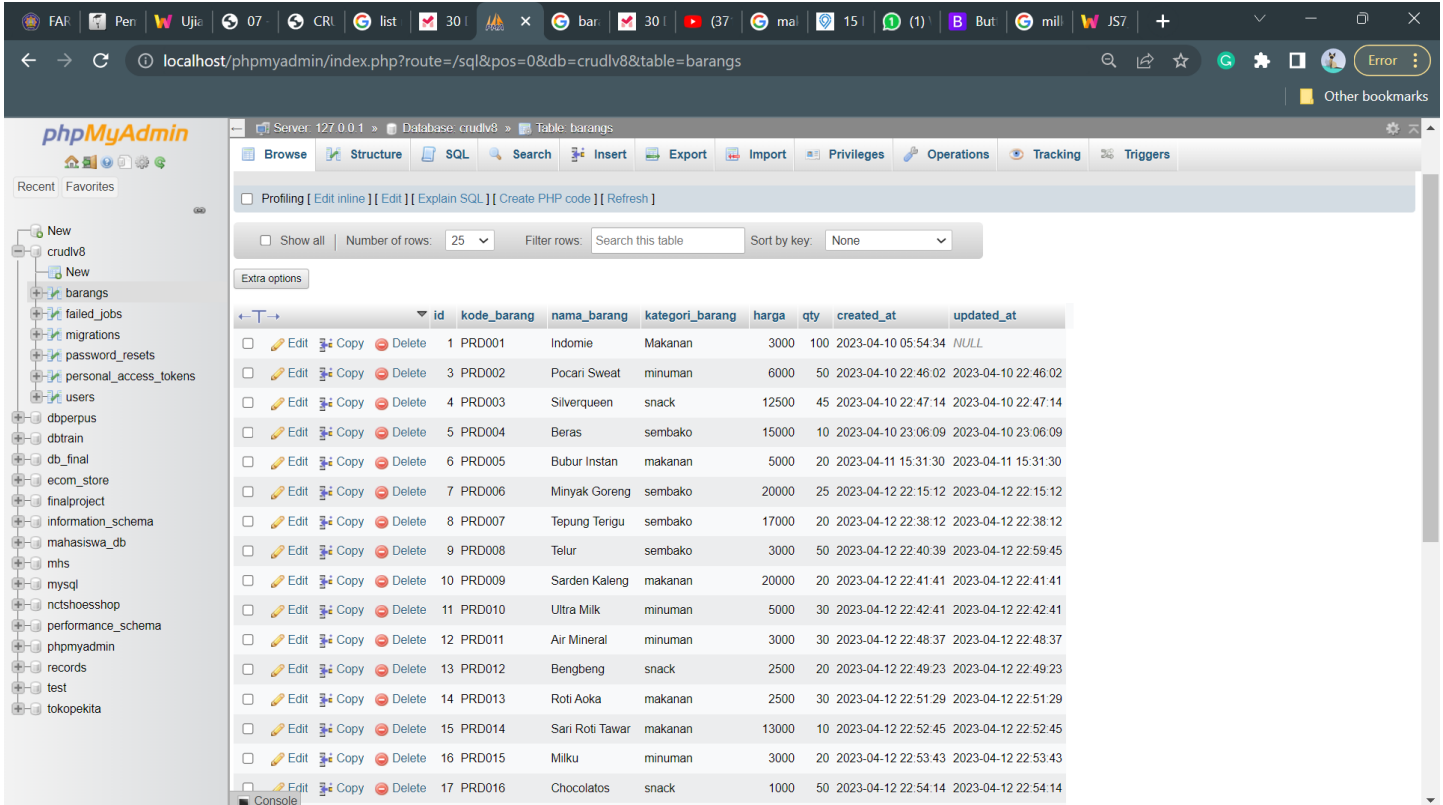 FAR Pen Ujia 07 CRU list 30 bar 30 (37 mal 15 (1) But milk JS7
localhost/phpmyadmin/index.php?route=/sql&pos=0&db=crudlv8&table=barangs Error
Other bookmarks
phpMyAdmin
Recent Favorites
New
crudlv8
New
barangs
failed_jobs
migrations
password_resets
personal_access_tokens
users
dbperpus
dbtrain
db_final
ecom_store
finalproject
information_schema
mahasiswa_db
mhs
mysql
nctshoesshop
performance_schema
phpmyadmin
records
test
tokopekita
Server: 127.0.0.1 » Database: crudlv8 » Table: barangs
Browse Structure SQL Search Insert Export Import Privileges Operations Tracking Triggers
Profiling [ Edit inline ] [ Edit ] [ Explain SQL ] [ Create PHP code ] [ Refresh ]
Show all Number of rows: 25 Filter rows: Search this table Sort by key: None
Extra options
id kode_barang nama_barang kategori_barang harga qty created_at updated_at
Edit Copy Delete 1 PRD001 Indomie Makanan 3000 100 2023-04-10 05:54:34 NULL
Edit Copy Delete 3 PRD002 Pocari Sweat minuman 6000 50 2023-04-10 22:46:02 2023-04-10 22:46:02
Edit Copy Delete 4 PRD003 Silverqueen snack 12500 45 2023-04-10 22:47:14 2023-04-10 22:47:14
Edit Copy Delete 5 PRD004 Beras sembako 15000 10 2023-04-10 23:06:09 2023-04-10 23:06:09
Edit Copy Delete 6 PRD005 Bubur Instan makanan 5000 20 2023-04-11 15:31:30 2023-04-11 15:31:30
Edit Copy Delete 7 PRD006 Minyak Goreng sembako 20000 25 2023-04-12 22:15:12 2023-04-12 22:15:12
Edit Copy Delete 8 PRD007 Tepung Terigu sembako 17000 20 2023-04-12 22:38:12 2023-04-12 22:38:12
Edit Copy Delete 9 PRD008 Telur sembako 3000 50 2023-04-12 22:40:39 2023-04-12 22:59:45
Edit Copy Delete 10 PRD009 Sarden Kaleng makanan 20000 20 2023-04-12 22:41:41 2023-04-12 22:41:41
Edit Copy Delete 11 PRD010 Ultra Milk minuman 5000 30 2023-04-12 22:42:41 2023-04-12 22:42:41
Edit Copy Delete 12 PRD011 Air Mineral minuman 3000 30 2023-04-12 22:48:37 2023-04-12 22:48:37
Edit Copy Delete 13 PRD012 Bengbeng snack 2500 20 2023-04-12 22:49:23 2023-04-12 22:49:23
Edit Copy Delete 14 PRD013 Roti Aoka makanan 2500 30 2023-04-12 22:51:29 2023-04-12 22:51:29
Edit Copy Delete 15 PRD014 Sari Roti Tawar makanan 13000 10 2023-04-12 22:52:45 2023-04-12 22:52:45
Edit Copy Delete 16 PRD015 Milku minuman 3000 20 2023-04-12 22:53:43 2023-04-12 22:53:43
Edit Copy Delete 17 PRD016 Chocolatos snack 1000 50 2023-04-12 22:54:14 2023-04-12 22:54:14
Console